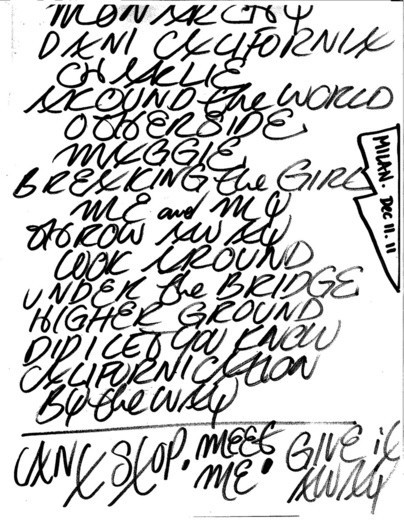 MONARCHY
DANI CALIFORNIA
CHARLIE
AROUND the WORLD
OTHERSIDE
MAGGIE
BREAKING the GIRL
ME and MY
THROW AWAY
LOOK AROUND
UNDER the BRIDGE
HIGHER GROUND
DID I LET YOU KNOW
CALIFORNICATION
By the WAY
CAN'T STOP. MEET ME. GIVE it AWAY
MILAN. Dec 11. 11